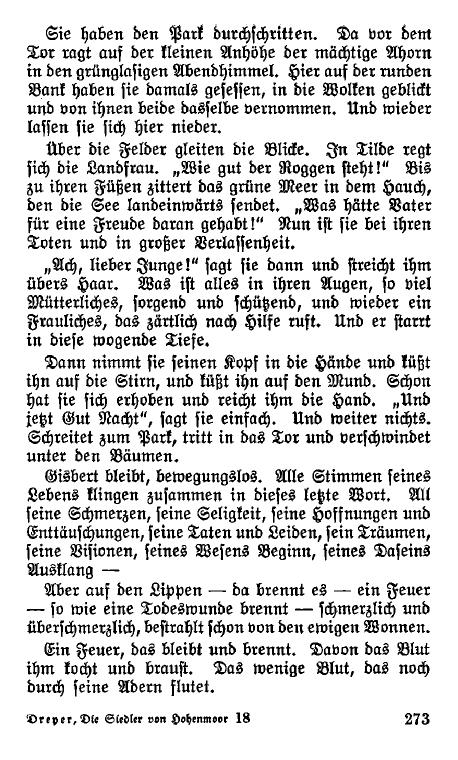 Sie haben den Park durchschritten. Da vor dem
Tor ragt auf der kleinen Anhöhe der mächtige Ahorn
in den grünglasigen Abendhimmel. Hier auf der runden
Bank haben sie damals gesessen, in die Wolken geblickt
und von ihnen beide dasselbe vernommen. Und wieder
lassen sie sich hier nieder.
Über die Felder gleiten die Blicke. In Tilde regt
sich die Landfrau. „Wie gut der Roggen steht!“ Bis
zu ihren Füßen zittert das grüne Meer in dem Hauch,
den die See landeinwärts sendet. „Was hätte Vater
für eine Freude daran gehabt!“ Nun ist sie bei ihren
Toten und in großer Verlassenheit.
„Ach, lieber Junge!“ sagt sie dann und streicht ihm
übers Haar. Was ist alles in ihren Augen, so viel
Mütterliches, sorgend und schützend, und wieder ein
Frauliches, das zärtlich nach Hilfe ruft. Und er starrt
in diese wogende Tiefe.
Dann nimmt sie seinen Kopf in die Hände und küßt
ihn auf die Stirn, und küßt ihn auf den Mund. Schon
hat sie sich erhoben und reicht ihm die Hand. „Und
jetzt Gut Nacht“, sagt sie einfach. Und weiter nichts.
Schreitet zum Park, tritt in das Tor und verschwindet
unter den Bäumen.
Gisbert bleibt, bewegungslos. Alle Stimmen seines
Lebens klingen zusammen in dieses letzte Wort. All
seine Schmerzen, seine Seligkeit, seine Hoffnungen und
Enttäuschungen, seine Taten und Leiden, sein Träumen,
seine Visionen, seines Wesens Beginn, seines Daseins
Ausklang —
Aber auf den Lippen — da brennt es — ein Feuer
— so wie eine Todeswunde brennt — schmerzlich und
überschmerzlich, bestrahlt schon von den ewigen Wonnen.
Ein Feuer, das bleibt und brennt. Davon das Blut
ihm kocht und braust. Das wenige Blut, das noch
durch seine Adern flutet.
Dreyer, Die Siedler von Hohenmoor 18
273